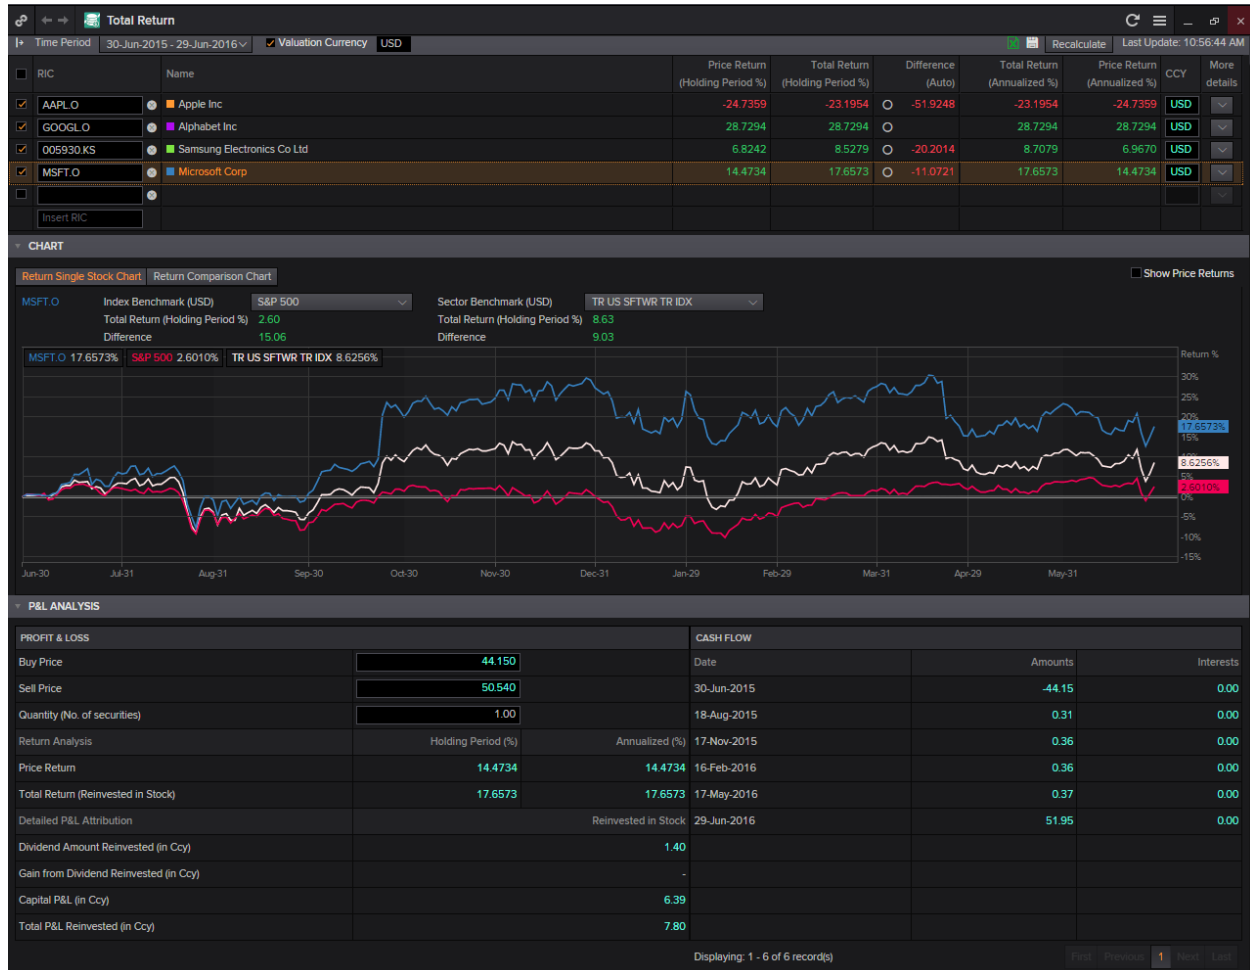 Total Return
Time Period 30-Jun-2015 - 29-Jun-2016 Valuation Currency USD Recalculate Last Update: 10:56:44 AM
RIC Name Price Return (Holding Period %) Total Return (Holding Period %) Difference (Auto) Total Return (Annualized %) Price Return (Annualized %) CCY More details
AAPL.O Apple Inc -24.7359 -23.1954 -51.9248 -23.1954 -24.7359 USD
GOOGL.O Alphabet Inc 28.7294 28.7294 28.7294 28.7294 USD
005930.KS Samsung Electronics Co Ltd 6.8242 8.5279 -20.2014 8.7079 6.9670 USD
MSFT.O Microsoft Corp 14.4734 17.6573 -11.0721 17.6573 14.4734 USD
Insert RIC
CHART
Return Single Stock Chart Return Comparison Chart Show Price Returns
MSFT.O Index Benchmark (USD) S&P 500 Sector Benchmark (USD) TR US SFTWR TR IDX
Total Return (Holding Period %) 2.60 Total Return (Holding Period %) 8.63
Difference 15.06 Difference 9.03
MSFT.O 17.6573% S&P 500 2.6010% TR US SFTWR TR IDX 8.6256% Return %
30%
25%
20%
17.6573%
15%
10%
8.6256%
5%
2.6010%
0%
-5%
-10%
-15%
Jun-30 Jul-31 Aug-31 Sep-30 Oct-30 Nov-30 Dec-31 Jan-29 Feb-29 Mar-31 Apr-29 May-31
P&L ANALYSIS
PROFIT & LOSS CASH FLOW
Buy Price 44.150 Date Amounts Interests
Sell Price 50.540 30-Jun-2015 -44.15 0.00
Quantity (No. of securities) 1.00 18-Aug-2015 0.31 0.00
Return Analysis Holding Period (%) Annualized (%) 17-Nov-2015 0.36 0.00
Price Return 14.4734 14.4734 16-Feb-2016 0.36 0.00
Total Return (Reinvested in Stock) 17.6573 17.6573 17-May-2016 0.37 0.00
Detailed P&L Attribution Reinvested in Stock 29-Jun-2016 51.95 0.00
Dividend Amount Reinvested (in Ccy) 1.40
Gain from Dividend Reinvested (in Ccy) -
Capital P&L (in Ccy) 6.39
Total P&L Reinvested (in Ccy) 7.80
Displaying: 1 - 6 of 6 record(s) First Previous 1 Next Last